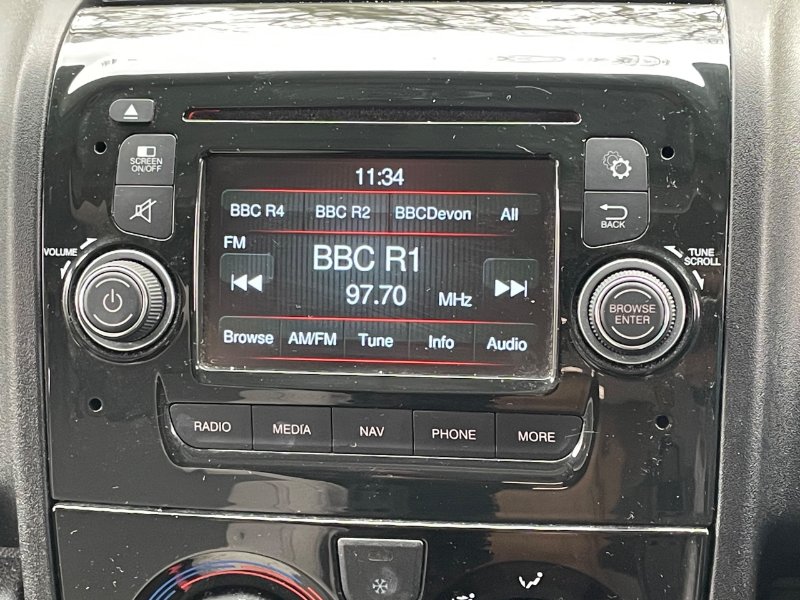 SCREEN
ON/OFF
11:34
BBC R4 BBC R2 BBCDevon All
BACK
FM
VOLUME
BBC R1
TUNE
SCROLL
97.70 MHz
BROWSE
ENTER
Browse AM/FM Tune Info Audio
RADIO MEDIA NAV PHONE MORE